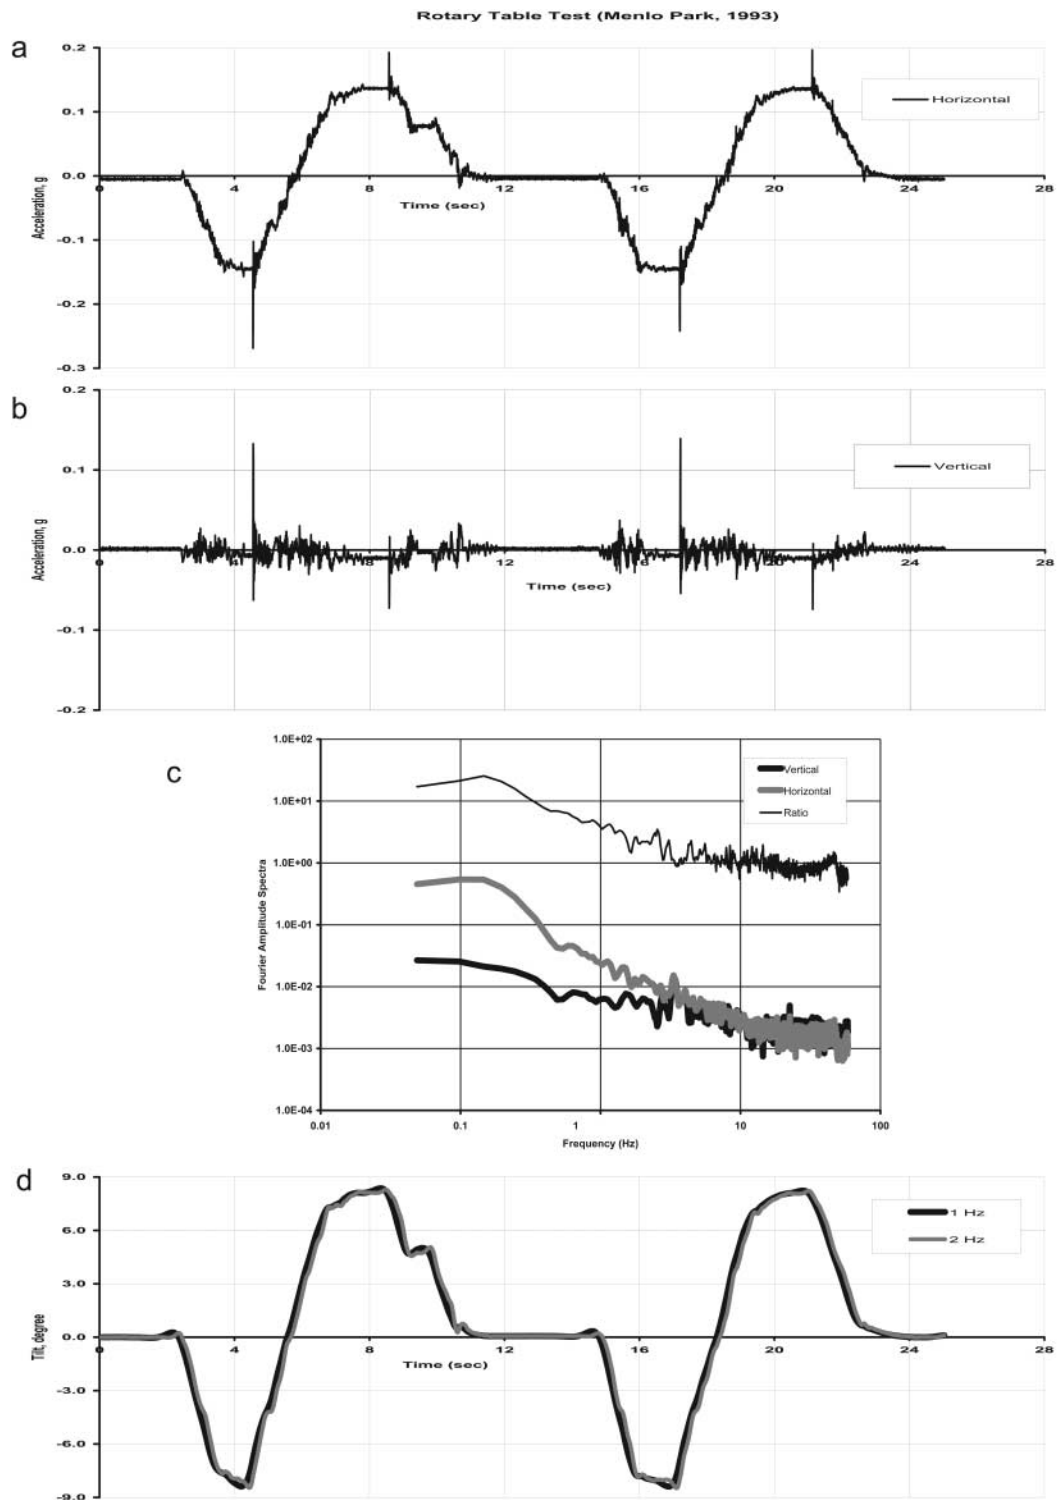 Rotary Table Test (Menlo Park, 1993)
a
0.2
0.1
0.0
-0.1
-0.2
-0.3
Acceleration, g
0 4 8 12 16 20 24 28
Time (sec)
Horizontal
b
0.2
0.1
0.0
-0.1
-0.2
Acceleration, g
0 4 8 12 16 20 24 28
Time (sec)
Vertical
c
1.0E+02
1.0E+01
1.0E+00
1.0E-01
1.0E-02
1.0E-03
1.0E-04
Fourier Amplitude Spectra
0.01 0.1 1 10 100
Frequency (Hz)
Vertical
Horizontal
Ratio
d
9.0
6.0
3.0
0.0
-3.0
-6.0
-9.0
Tilt, degree
0 4 8 12 16 20 24 28
Time (sec)
1 Hz
2 Hz